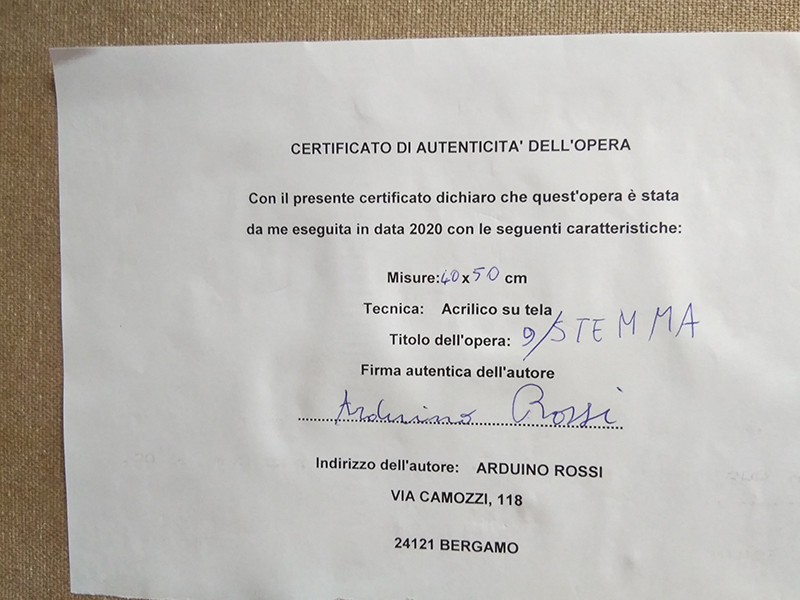 CERTIFICATO DI AUTENTICITA' DELL'OPERA
Con il presente certificato dichiaro che quest'opera è stata
da me eseguita in data 2020 con le seguenti caratteristiche:
Misure:40x50 cm
Tecnica: Acrilico su tela
Titolo dell'opera: 9/STEMMA
Firma autentica dell'autore
Arduino Rossi
Indirizzo dell'autore: ARDUINO ROSSI
VIA CAMOZZI, 118
24121 BERGAMO